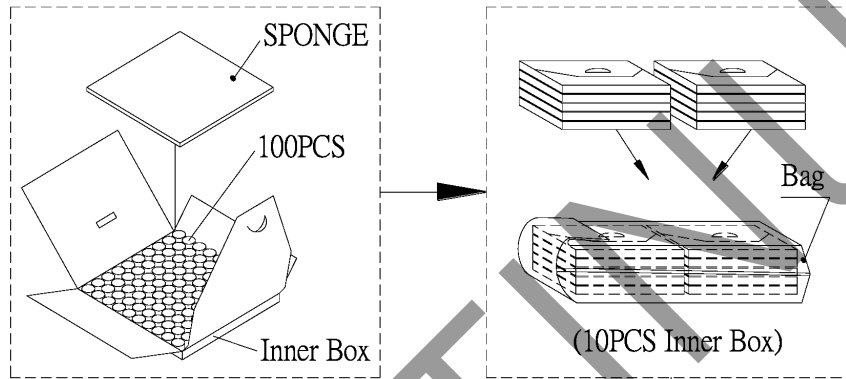 SPONGE
100PCS
Inner Box
Bag
(10PCS Inner Box)